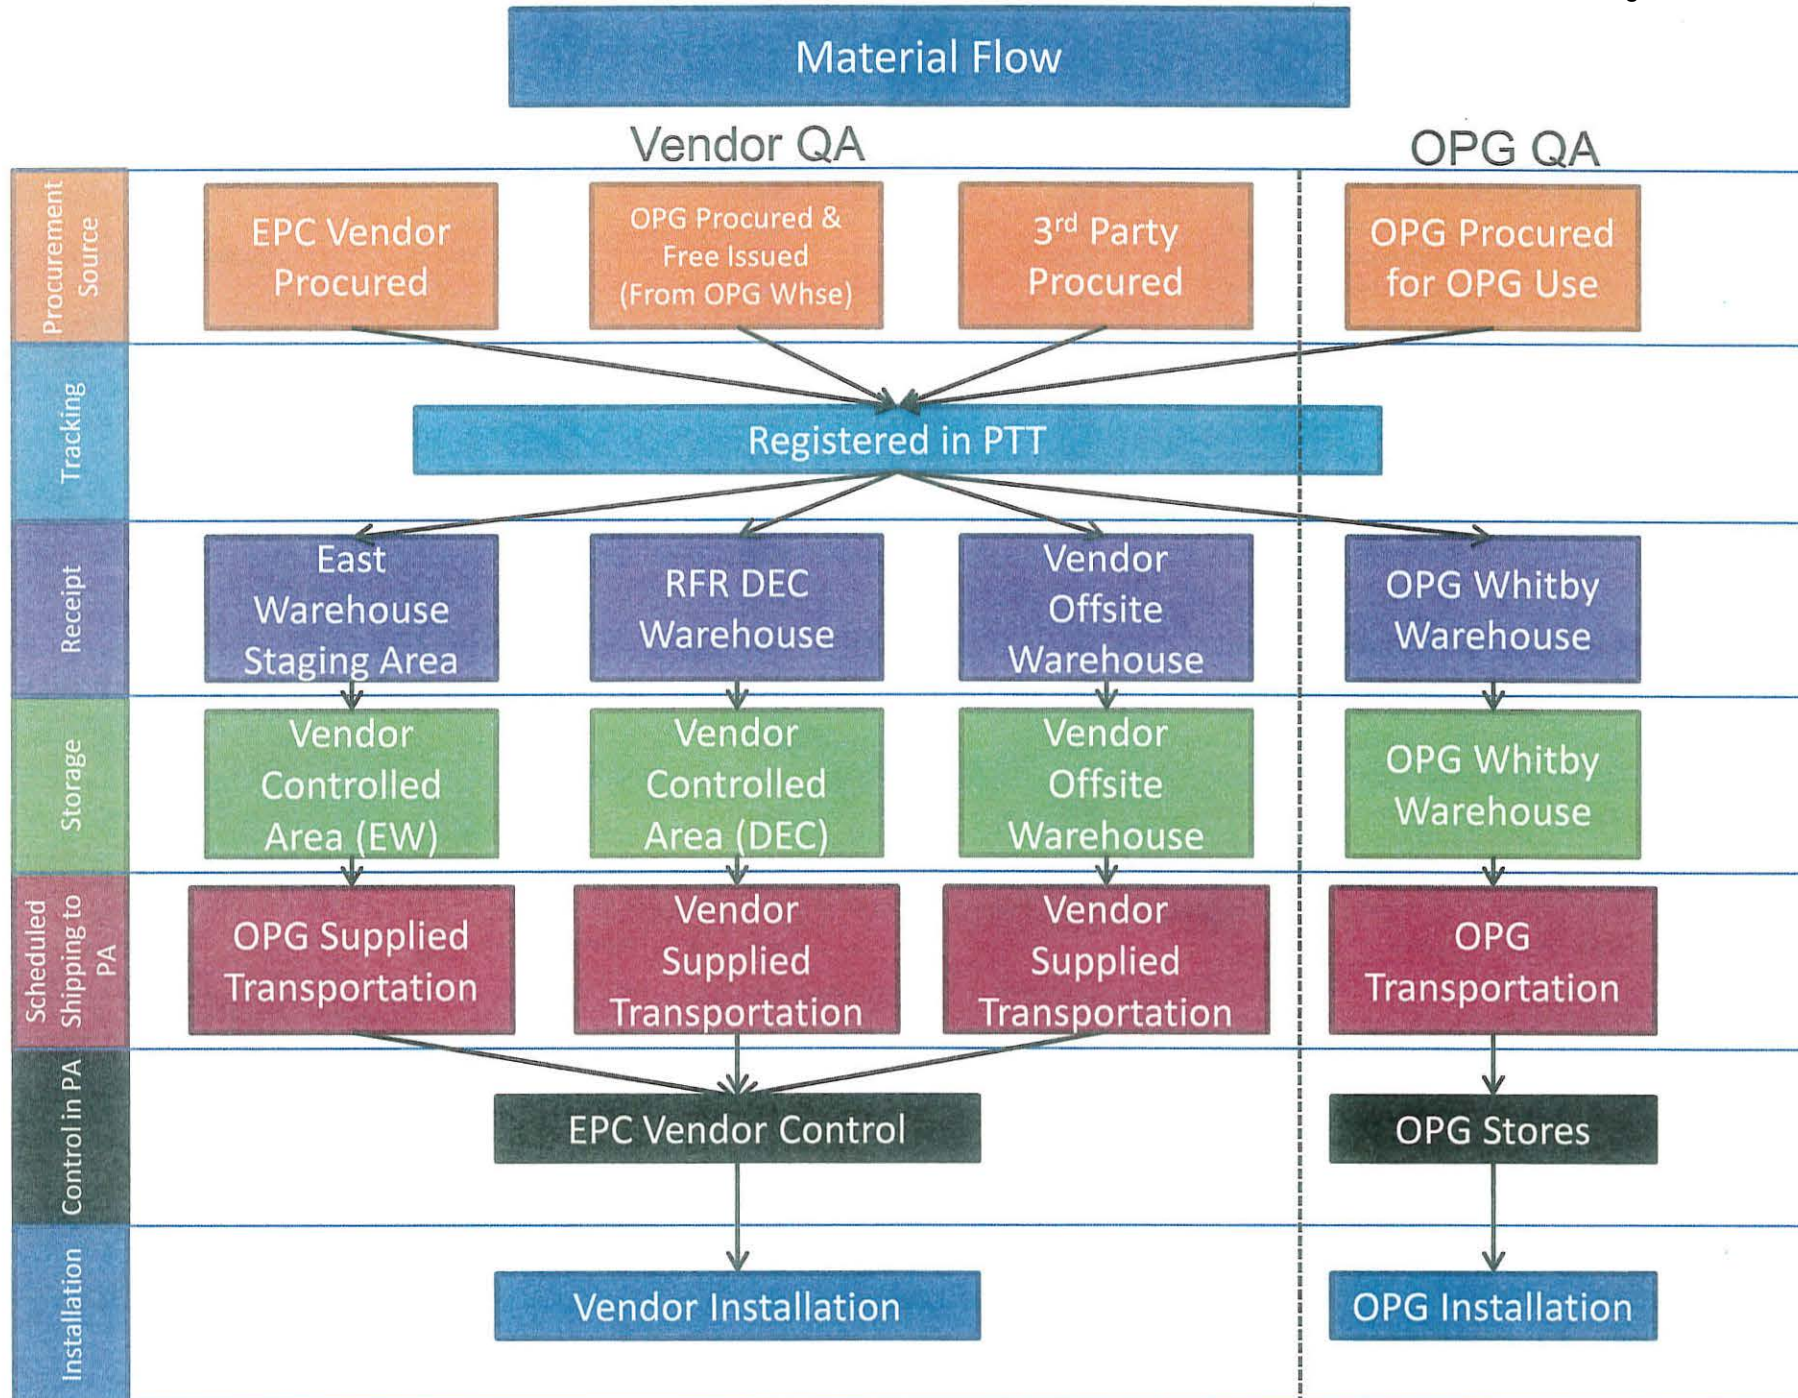 Material Flow
Vendor QA
OPG QA
Procurement
Source
EPC Vendor
Procured
OPG Procured &
Free Issued
(From OPG Whse)
3rd Party
Procured
OPG Procured
for OPG Use
Tracking
Registered in PTT
Receipt
East
Warehouse
Staging Area
RFR DEC
Warehouse
Vendor
Offsite
Warehouse
OPG Whitby
Warehouse
Storage
Vendor
Controlled
Area (EW)
Vendor
Controlled
Area (DEC)
Vendor
Offsite
Warehouse
OPG Whitby
Warehouse
Scheduled
Shipping to
PA
OPG Supplied
Transportation
Vendor
Supplied
Transportation
Vendor
Supplied
Transportation
OPG
Transportation
Control in PA
EPC Vendor Control
OPG Stores
Installation
Vendor Installation
OPG Installation